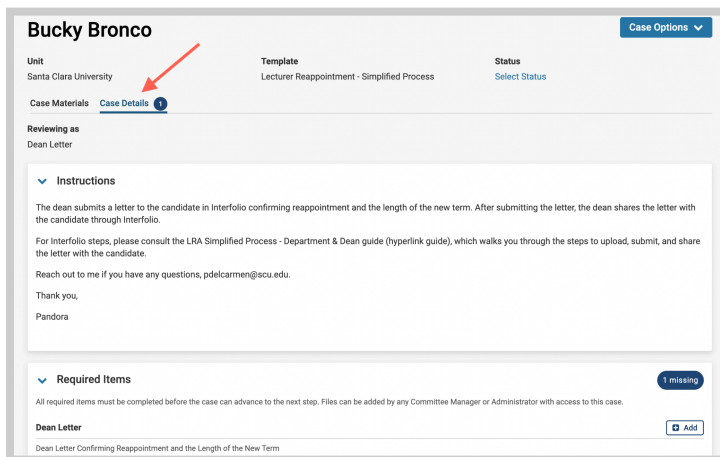 Bucky Bronco
Case Options
Unit
Template
Status
Santa Clara University
Lecturer Reappointment - Simplified Process
Select Status
Case Materials
Case Details 1
Reviewing as
Dean Letter
Instructions
The dean submits a letter to the candidate in Interfolio confirming reappointment and the length of the new term. After submitting the letter, the dean shares the letter with
the candidate through Interfolio.
For Interfolio steps, please consult the LRA Simplified Process - Department & Dean guide (hyperlink guide), which walks you through the steps to upload, submit, and share
the letter with the candidate.
Reach out to me if you have any questions, pdelcarmen@scu.edu.
Thank you,
Pandora
Required Items
1 missing
All required items must be completed before the case can advance to the next step. Files can be added by any Committee Manager or Administrator with access to this case.
Dean Letter
Add
Dean Letter Confirming Reappointment and the Length of the New Term